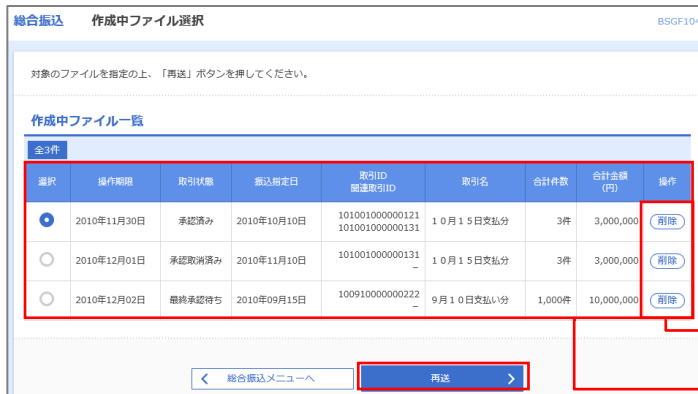 総合振込 作成中ファイル選択 BSGF104
対象のファイルを指定の上、「再送」ボタンを押してください。
作成中ファイル一覧
全3件
選択 操作期限 取引状態 振込指定日 取引ID 関連取引ID 取引名 合計件数 合計金額(円) 操作
2010年11月30日 承認済み 2010年10月10日 101001000000121 101001000000131 10月15日支払分 3件 3,000,000 削除
2010年12月01日 承認取消済み 2010年11月10日 101001000000131 − 10月15日支払分 3件 3,000,000 削除
2010年12月02日 最終承認待ち 2010年09月15日 100910000000222 − 9月10日支払い分 1,000件 10,000,000 削除
総合振込メニューへ 再送